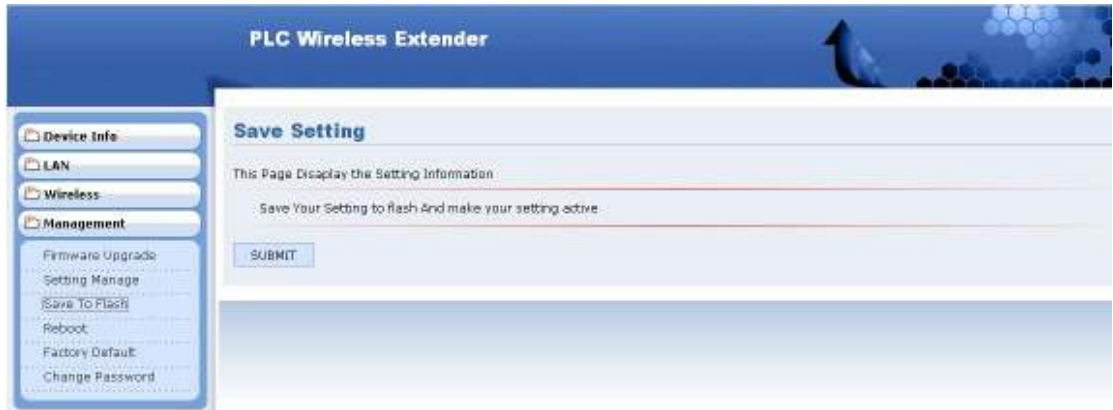 PLC Wireless Extender
Device Info
LAN
Wireless
Management
Firmware Upgrade
Setting Manage
Save To Flash
Reboot
Factory Default
Change Password
Save Setting
This Page Disaplay the Setting Information
Save Your Setting to flash And make your setting active
SUBMIT